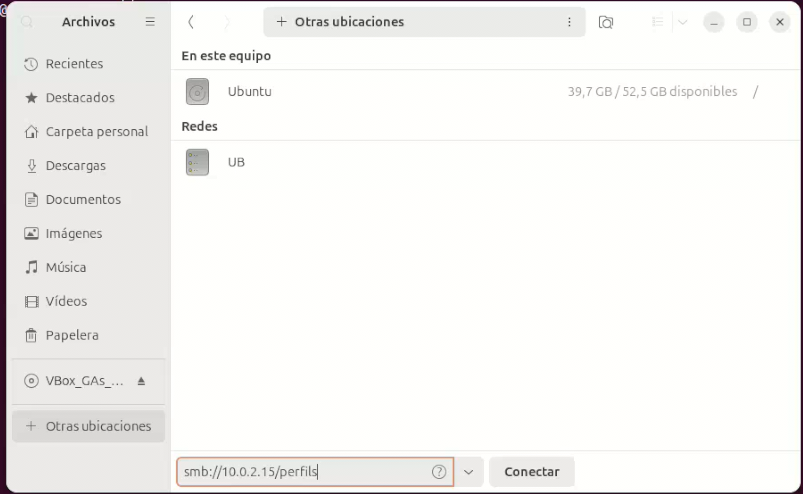 Archivos
Otras ubicaciones
Recientes
Destacados
Carpeta personal
Descargas
Documentos
Imágenes
Música
Vídeos
Papelera
VBox_GAs_...
Otras ubicaciones
En este equipo
Ubuntu 39,7 GB / 52,5 GB disponibles /
Redes
UB
smb://10.0.2.15/perfils
Conectar